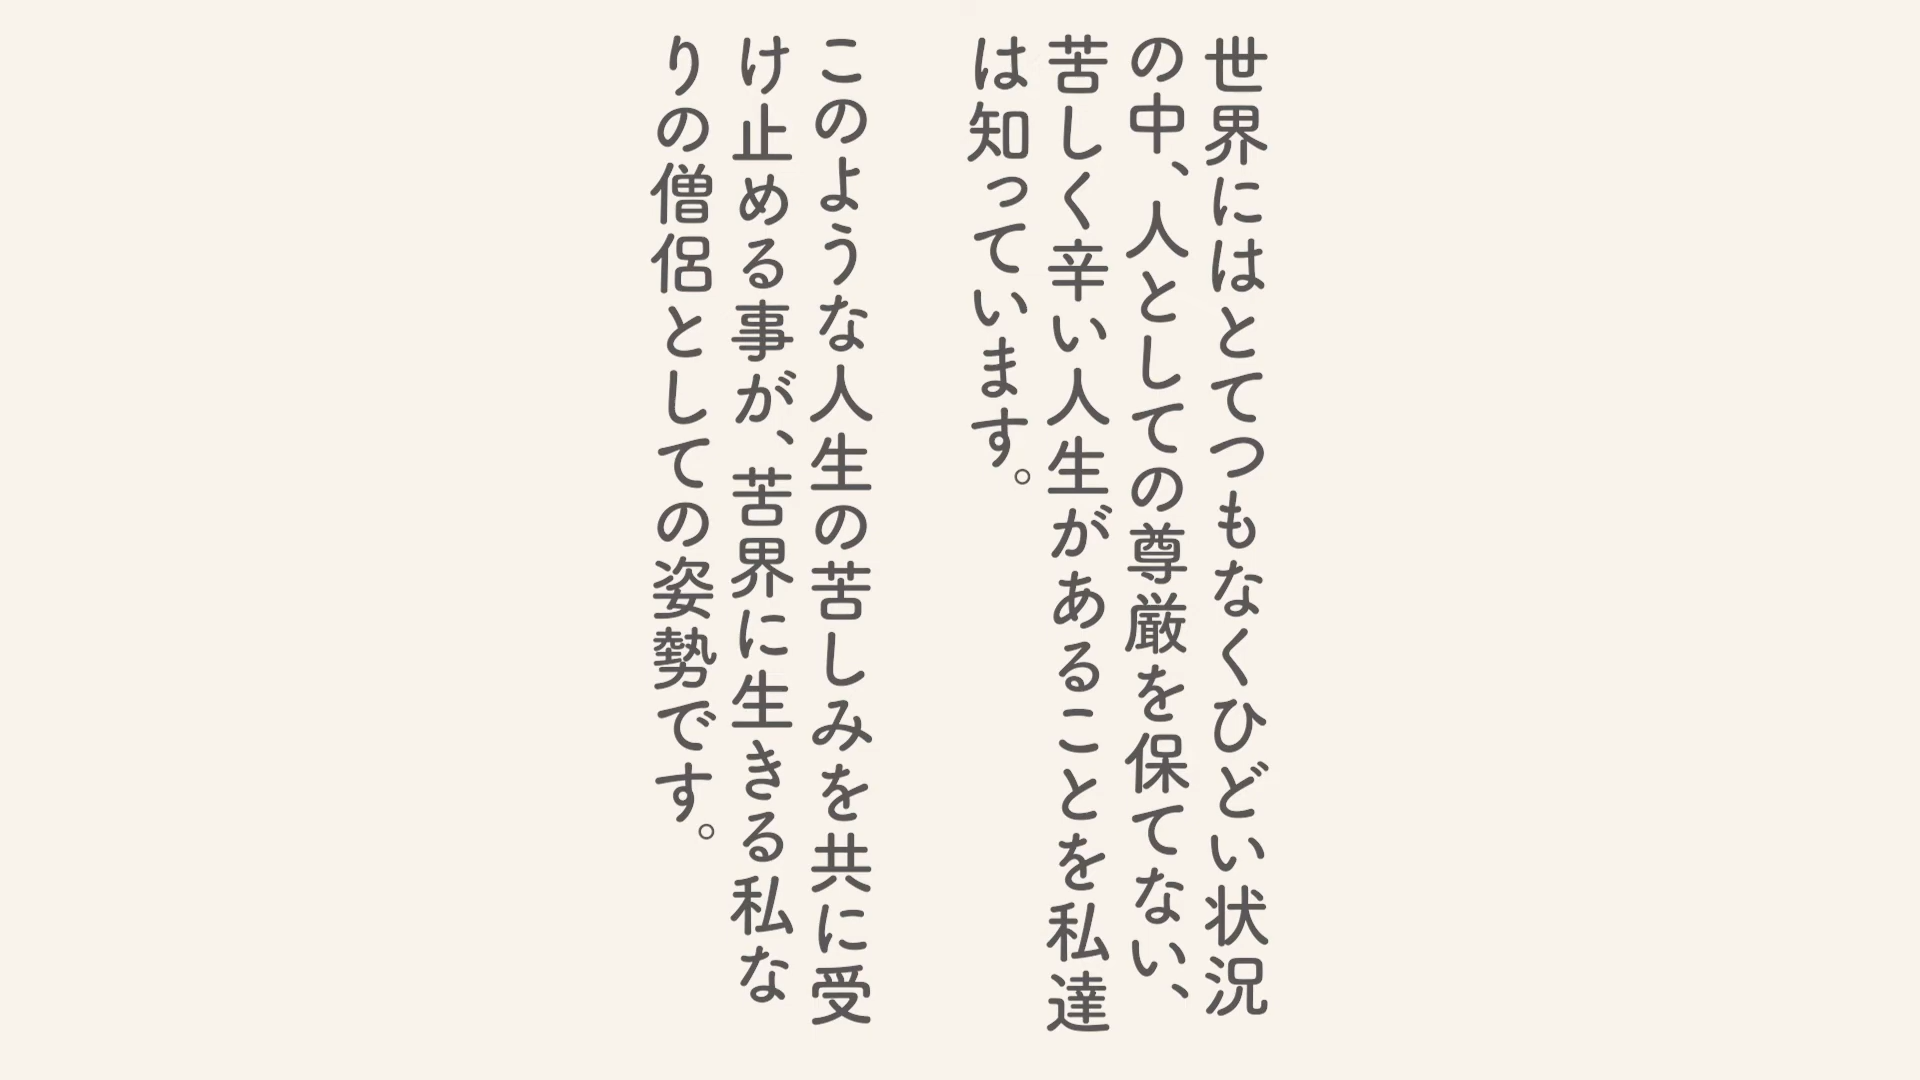 世界にはとてつもなくひどい状況
の中、人としての尊厳を保てない、
苦しく辛い人生があることを私達
は知っています。
このような人生の苦しみを共に受
け止める事が、苦界に生きる私な
りの僧侶としての姿勢です。